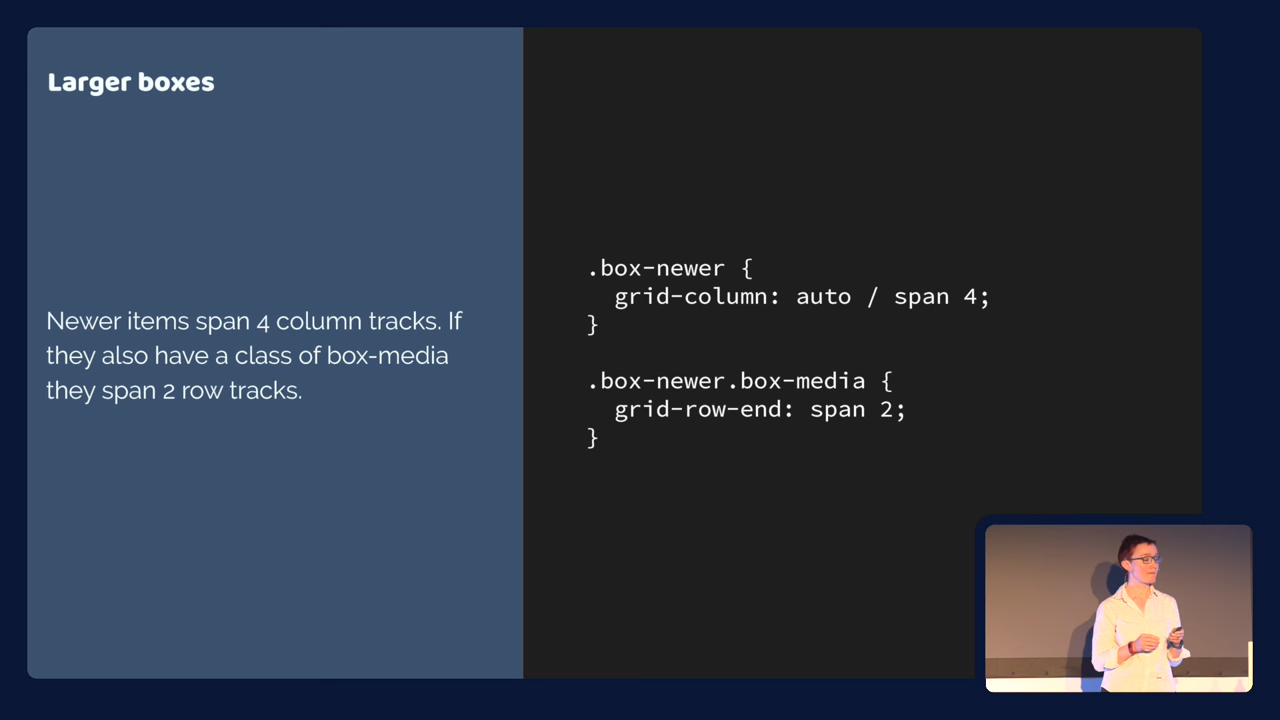 Larger boxes
Newer items span 4 column tracks. If
they also have a class of box-media
they span 2 row tracks.
.box-newer {
  grid-column: auto / span 4;
}
.box-newer.box-media {
  grid-row-end: span 2;
}